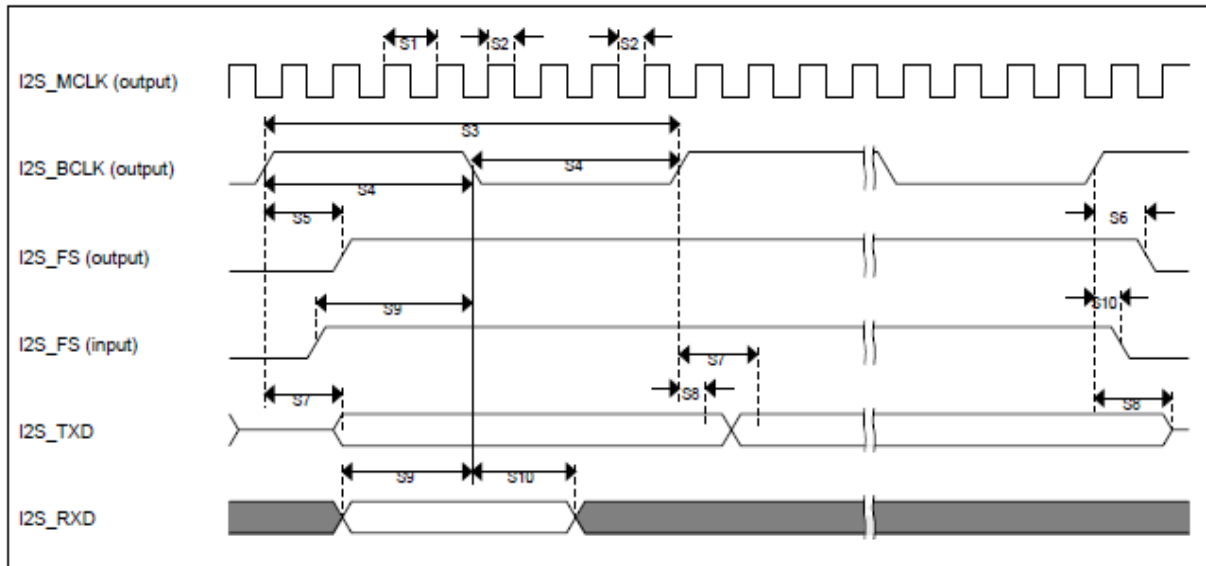 S1 S2 S2
I2S_MCLK (output)
S3
I2S_BCLK (output) S4
S4
S5 S6
I2S_FS (output)
S9 S10
I2S_FS (input)
S7
S8
S7 S8
I2S_TXD
S9 S10
I2S_RXD